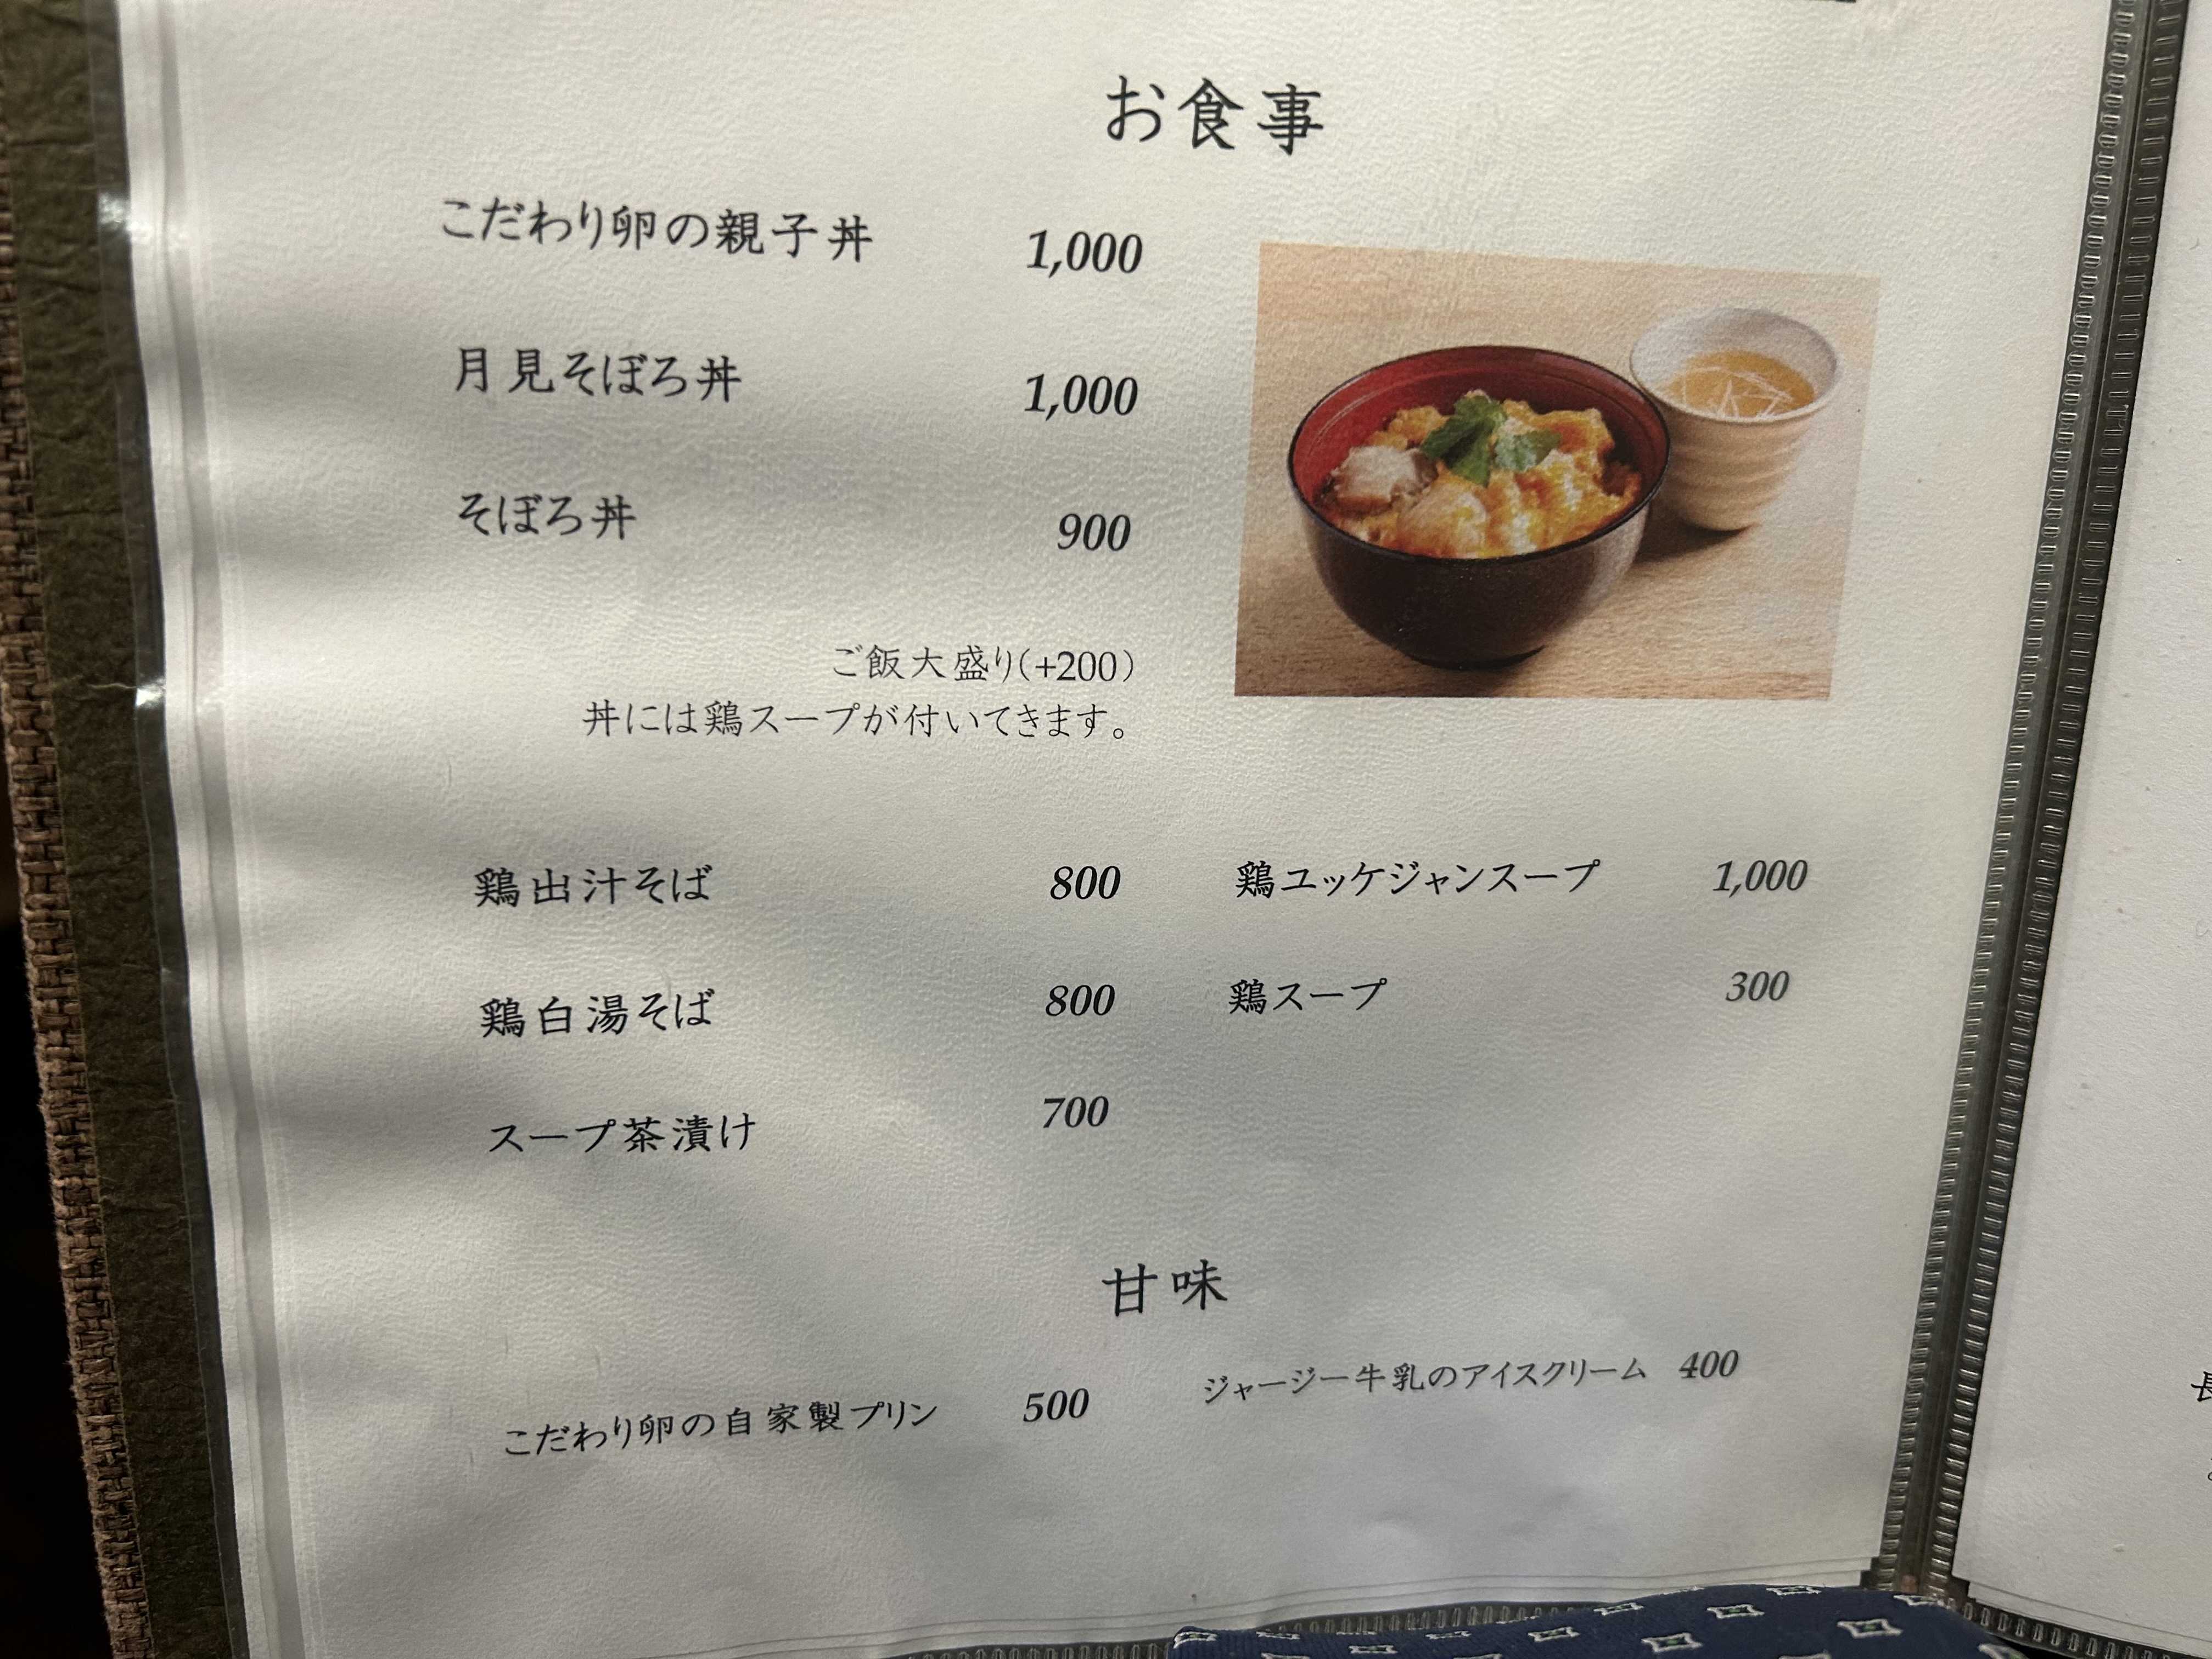 お食事
こだわり卵の親子丼 1,000
月見そぼろ丼 1,000
そぼろ丼 900
ご飯大盛り(+200)
丼には鶏スープが付いてきます。
鶏出汁そば 800
鶏白湯そば 800
スープ茶漬け 700
鶏ユッケジャンスープ 1,000
鶏スープ 300
甘味
こだわり卵の自家製プリン 500
ジャージー牛乳のアイスクリーム 400